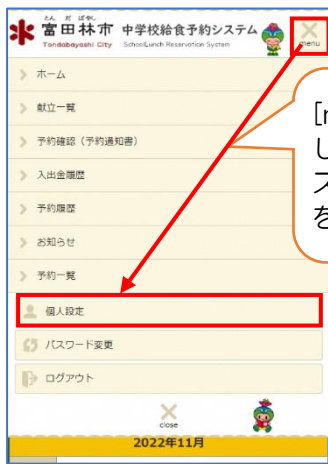 とん だ ばやし
富田林市 中学校給食予約システム
Tondabayashi City SchoolLunch Reservation System
menu
ホーム
献立一覧
予約確認（予約通知書）
入出金履歴
予約履歴
お知らせ
予約一覧
個人設定
パスワード変更
ログアウト
close
2022年11月
し
ス
を